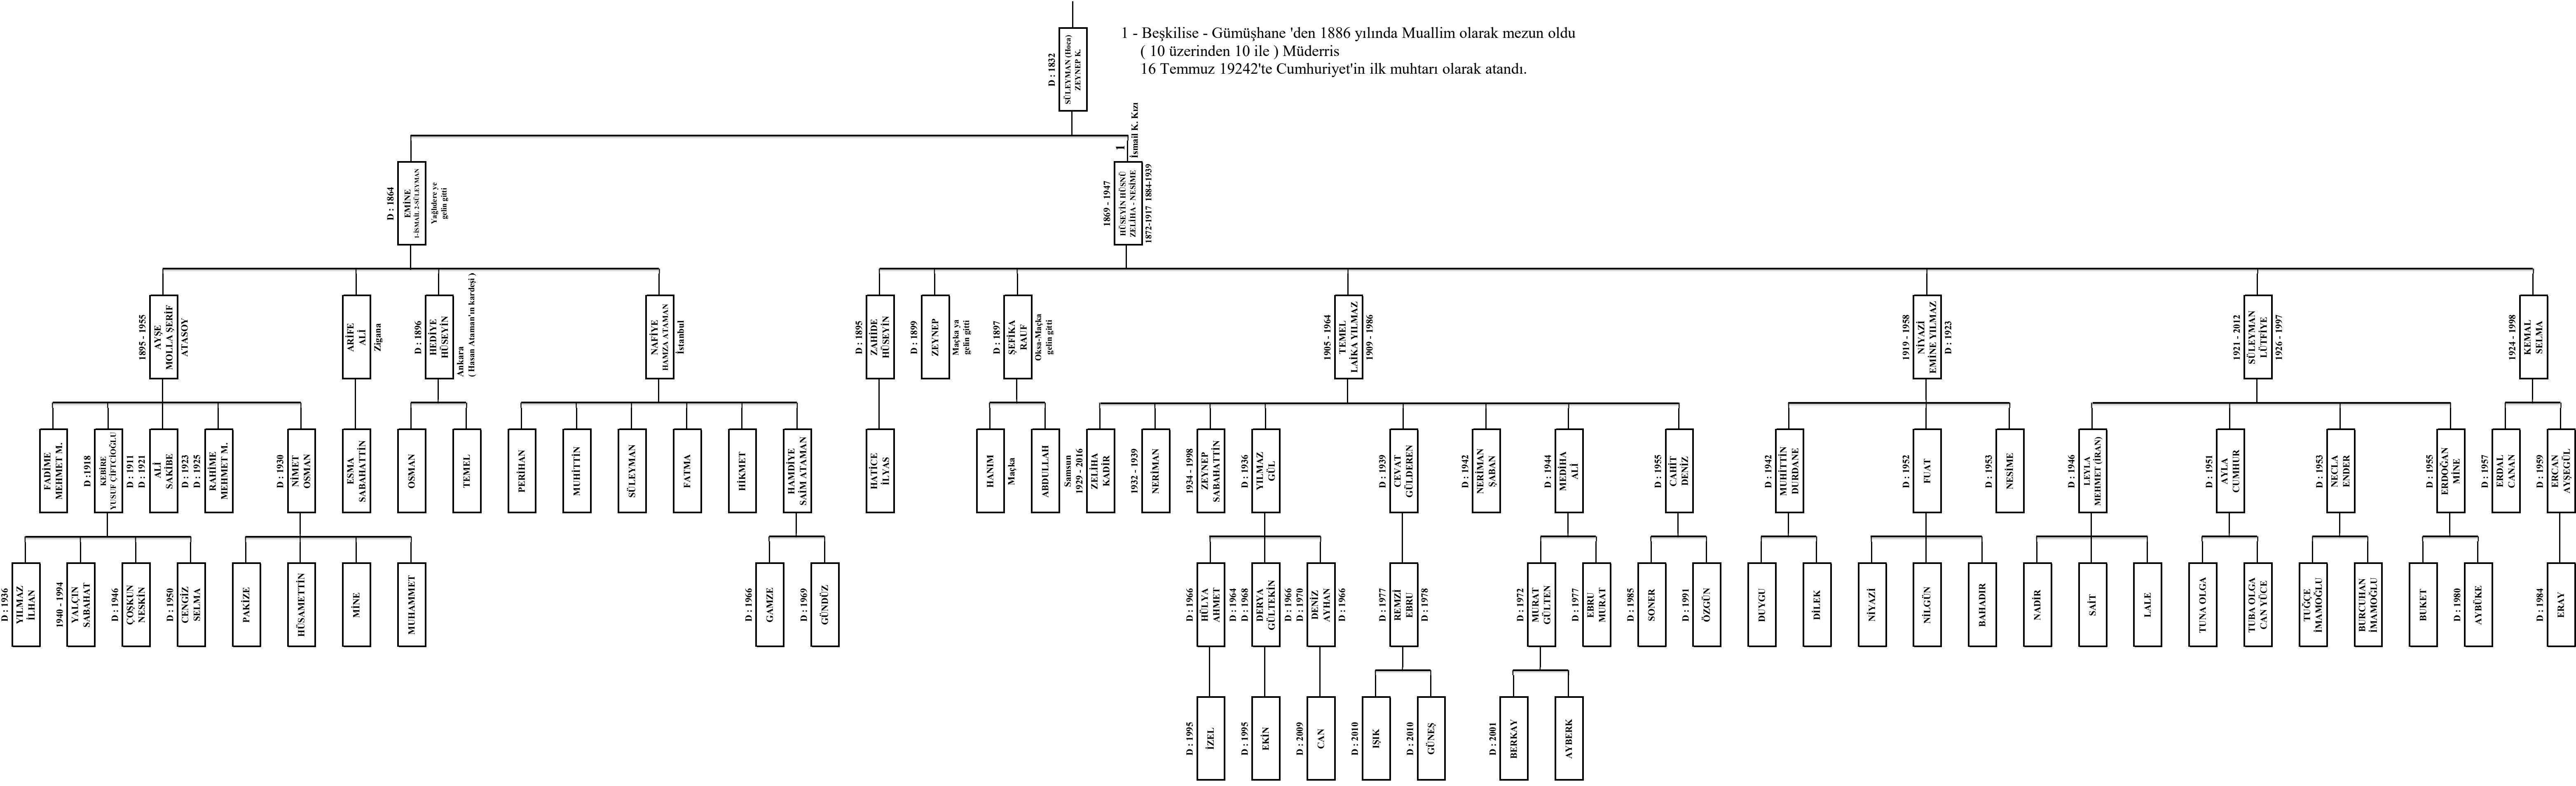 1 - Beşkilise - Gümüşhane 'den 1886 yılında Muallim olarak mezun oldu
( 10 üzerinden 10 ile ) Müderris
16 Temmuz 19242'te Cumhuriyet'in ilk muhtarı olarak atandı.
D : 1832
SÜLEYMAN (Hoca)
ZEYNEP K.
D : 1864
EMİNE
1-İSMAİL 2-SÜLEYMAN
Yağlıdere ye
gelin gitti
1
İsmail K. Kızı
1869 - 1947
HÜSEYİN HÜSNÜ
ZELİHA - NESİME
1872-1917 1884-1939
1895 - 1955
AYŞE
MOLLA ŞERİF
ATASOY
ARİFE
ALİ
Zigana
D : 1896
HEDİYE
HÜSEYİN
Ankara
( Hasan Ataman'ın kardeşi )
NAFİYE
HAMZA ATAMAN
İstanbul
D : 1895
ZAHİDE
HÜSEYİN
D : 1899
ZEYNEP
Maçka ya
gelin gitti
D : 1897
ŞEFİKA
RAUF
Oksa-Maçka
gelin gitti
1905 - 1964
TEMEL
LAİKA YILMAZ
1909 - 1986
1919 - 1958
NİYAZİ
EMİNE YILMAZ
D : 1923
1921 - 2012
SÜLEYMAN
LÜTFİYE
1926 - 1997
1924 - 1998
KEMAL
SELMA
FADİME
MEHMET M.
D :1918
KEBİRE
YUSUF ÇİFTCİOĞLU
D : 1911
D : 1921
ALİ
SAKİBE
D : 1923
D : 1925
RAHİME
MEHMET M.
D : 1930
NİMET
OSMAN
ESMA
SABAHATTİN
OSMAN
TEMEL
PERİHAN
MUHİTTİN
SÜLEYMAN
FATMA
HİKMET
HAMDİYE
SAİM ATAMAN
HATİCE
İLYAS
HANIM
Maçka
ABDULLAH
Samsun
1929 - 2016
ZELİHA
KADİR
1932 - 1939
NERİMAN
1934 - 1998
ZEYNEP
SABAHATTİN
D : 1936
YILMAZ
GÜL
D : 1939
CEVAT
GÜLDEREN
D : 1942
NERİMAN
ŞABAN
D : 1944
MEDİHA
ALİ
D : 1955
CAHİT
DENİZ
D : 1942
MUHİTTİN
DURDANE
D : 1952
FUAT
D : 1953
NESİME
D : 1946
LEYLA
MEHMET (İRAN)
D : 1951
AYLA
CUMHUR
D : 1953
NECLA
ENDER
D : 1955
ERDOĞAN
MİNE
D : 1957
ERDAL
CANAN
D : 1959
ERCAN
AYŞEGÜL
D : 1936
YILMAZ
İLHAN
1940 - 1994
YALÇIN
SABAHAT
D : 1946
ÇOŞKUN
NESKİN
D : 1950
CENGİZ
SELMA
PAKİZE
HÜSAMETTİN
MİNE
MUHAMMET
D : 1966
GAMZE
D : 1969
GÜNDÜZ
D : 1966
HÜLYA
AHMET
D : 1964
D : 1968
DERYA
GÜLTEKİN
D : 1966
D : 1970
DENİZ
AYHAN
D : 1966
D : 1977
REMZİ
EBRU
D : 1978
D : 1972
MURAT
GÜLTEN
D : 1977
EBRU
MURAT
D : 1985
SONER
D : 1991
ÖZGÜN
DUYGU
DİLEK
NİYAZİ
NİLGÜN
BAHADIR
NADİR
SAİT
LALE
TUNA OLGA
TUBA OLGA
CAN YÜCE
TUĞÇE
İMAMOĞLU
BURCUHAN
İMAMOĞLU
BUKET
D : 1980
AYBÜKE
D : 1984
ERAY
D : 1995
İZEL
D : 1995
EKİN
D : 2009
CAN
D : 2010
IŞIK
D : 2010
GÜNEŞ
D : 2001
BERKAY
AYBERK